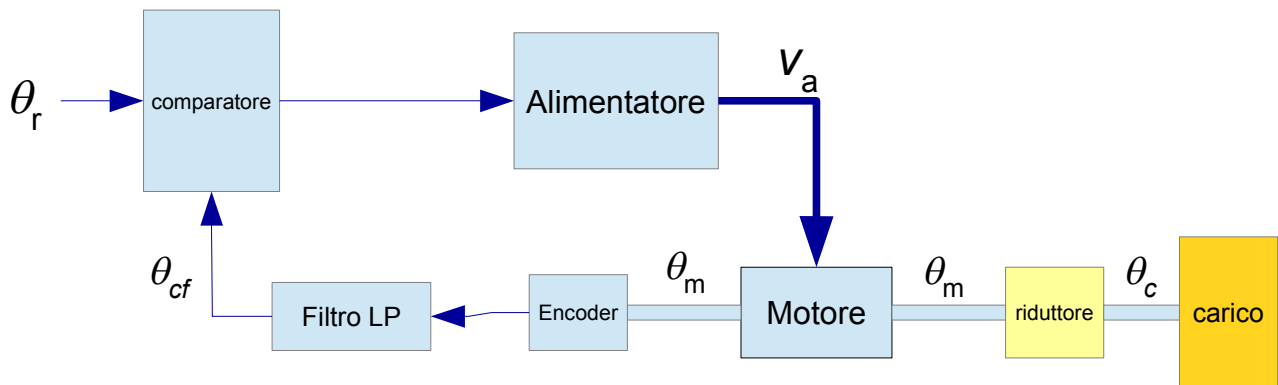 θr
comparatore
Alimentatore
va
θcf
Filtro LP
Encoder
θm
Motore
θm
riduttore
θc
carico